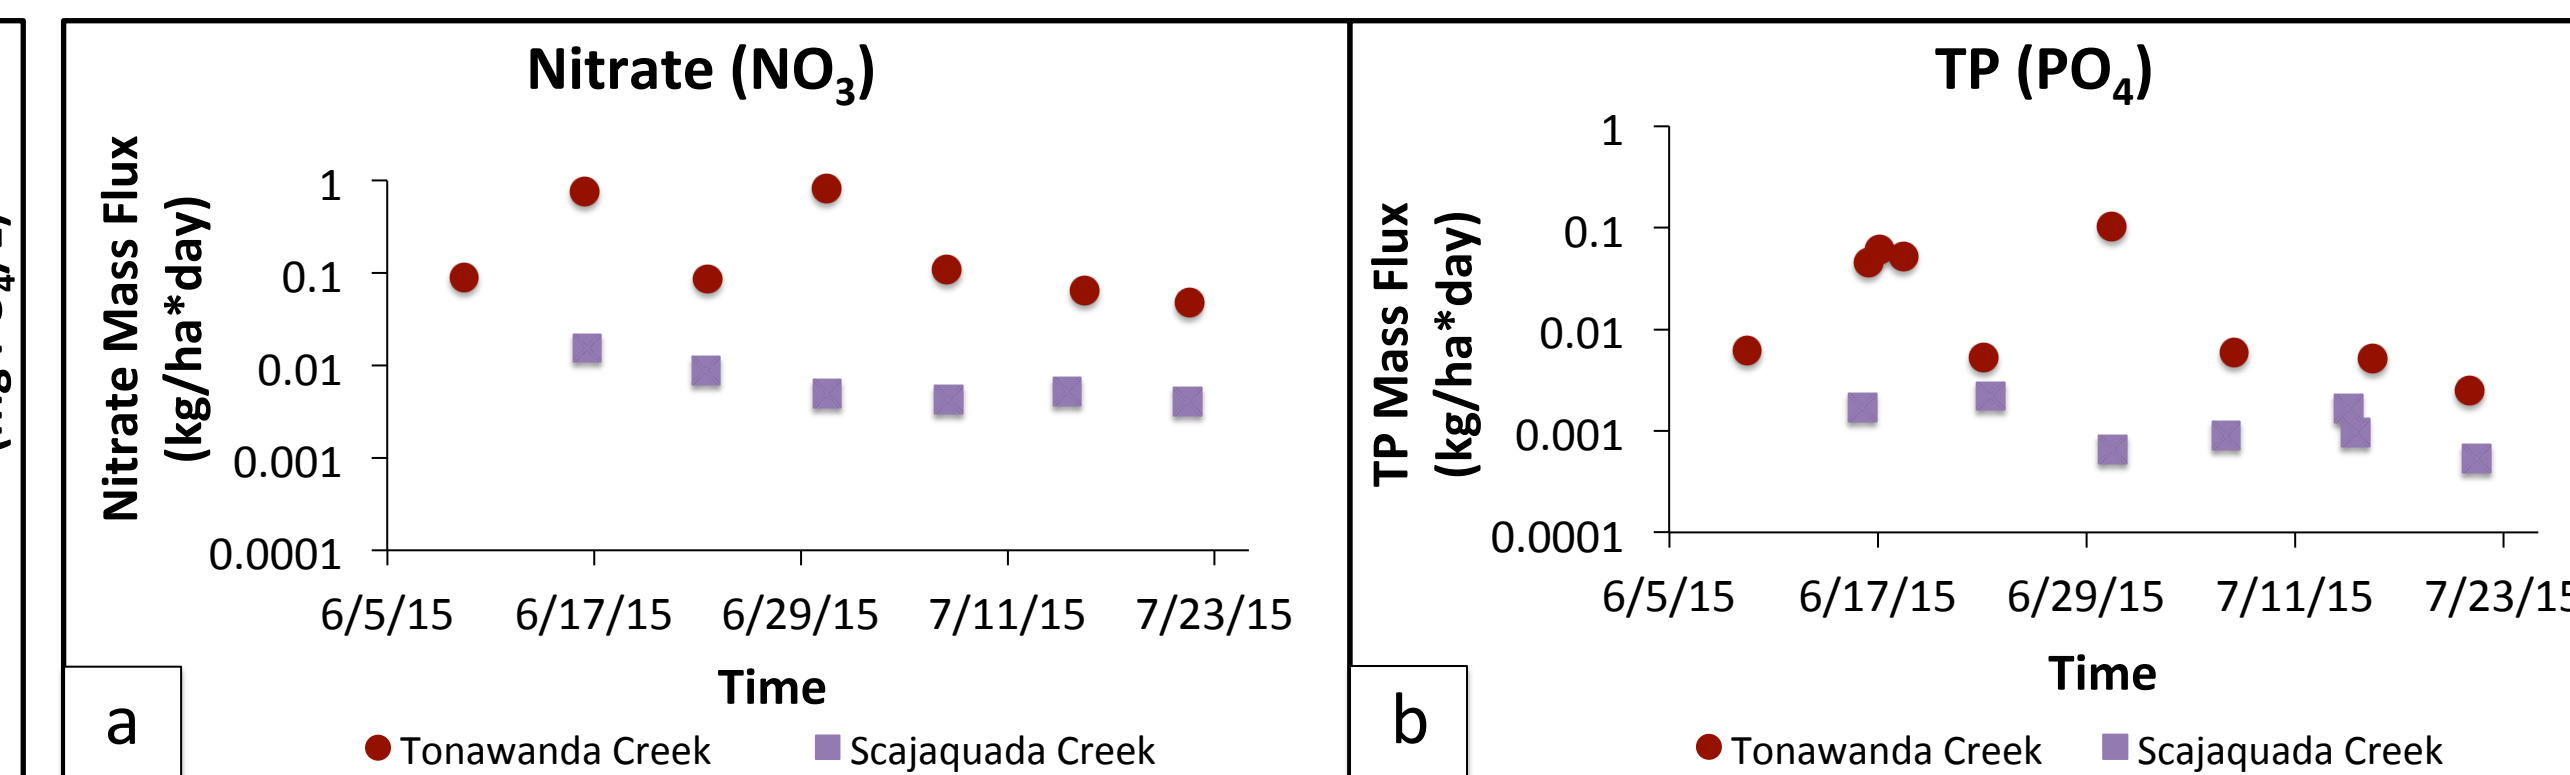 Nitrate (NO₃)
Nitrate Mass Flux
(kg/ha*day)
1
0.1
0.01
0.001
0.0001
6/5/15 6/17/15 6/29/15 7/11/15 7/23/15
Time
Tonawanda Creek Scajaquada Creek
a
TP (PO₄)
TP Mass Flux
(kg/ha*day)
1
0.1
0.01
0.001
0.0001
6/5/15 6/17/15 6/29/15 7/11/15 7/23/15
Time
Tonawanda Creek Scajaquada Creek
b